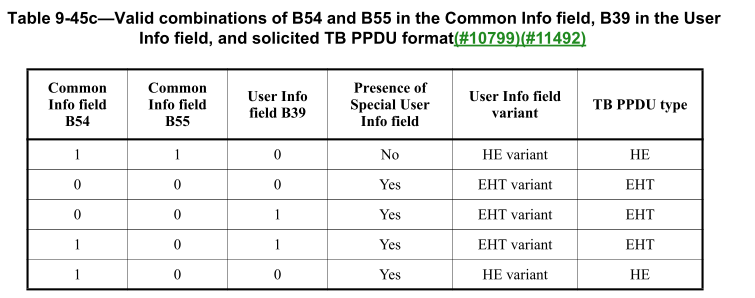 Table 9-45c—Valid combinations of B54 and B55 in the Common Info field, B39 in the User
Info field, and solicited TB PPDU format(#10799)(#11492)
Common Info field B54 | Common Info field B55 | User Info field B39 | Presence of Special User Info field | User Info field variant | TB PPDU type
1 | 1 | 0 | No | HE variant | HE
0 | 0 | 0 | Yes | EHT variant | EHT
0 | 0 | 1 | Yes | EHT variant | EHT
1 | 0 | 1 | Yes | EHT variant | EHT
1 | 0 | 0 | Yes | HE variant | HE